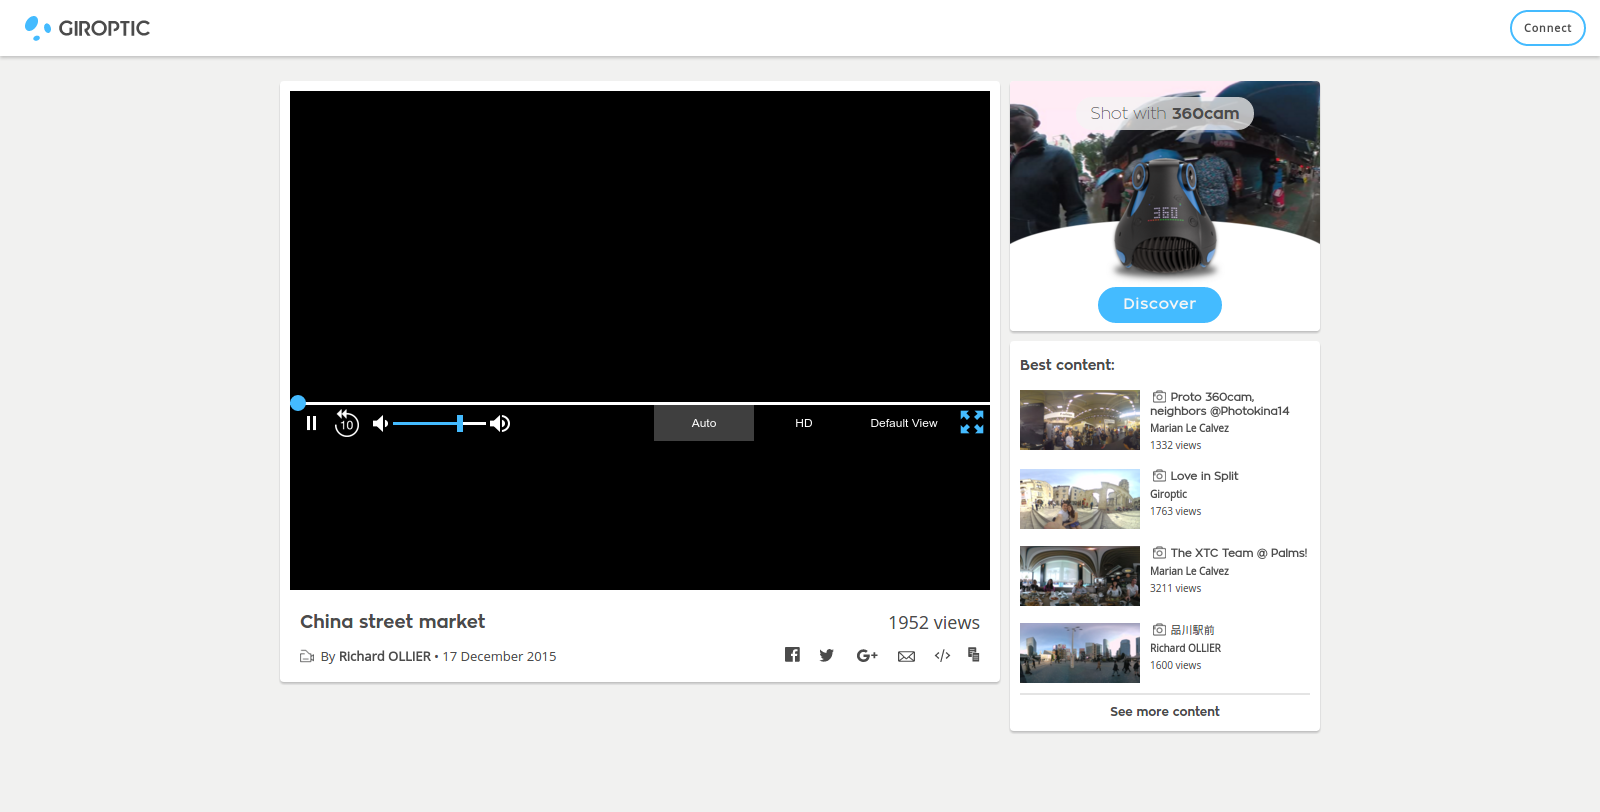 GIROPTIC
Connect
10
Auto
HD
Default View
China street market
1952 views
By Richard OLLIER • 17 December 2015
G+
</>
Shot with 360cam
360
Discover
Best content:
Proto 360cam,
neighbors @Photokina14
Marian Le Calvez
1332 views
Love in Split
Giroptic
1763 views
The XTC Team @ Palms!
Marian Le Calvez
3211 views
品川駅前
Richard OLLIER
1600 views
See more content